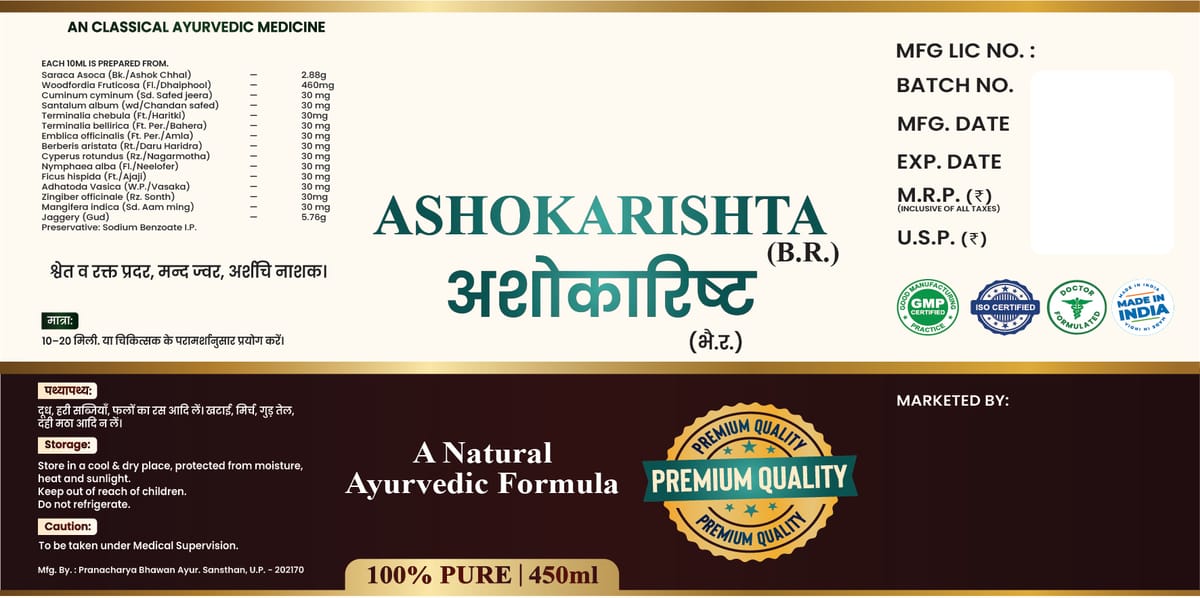 AN CLASSICAL AYURVEDIC MEDICINE
EACH 10ML IS PREPARED FROM.
Saraca Asoca (Bk./Ashok Chhal) — 2.88g
Woodfordia Fruticosa (Fl./Dhaiphool) — 460mg
Cuminum cyminum (Sd. Safed jeera) — 30 mg
Santalum album (wd/Chandan safed) — 30 mg
Terminalia chebula (Ft./Haritki) — 30mg
Terminalia bellirica (Ft. Per./Bahera) — 30 mg
Emblica officinalis (Ft. Per./Amla) — 30 mg
Berberis aristata (Rt./Daru Haridra) — 30 mg
Cyperus rotundus (Rz./Nagarmotha) — 30 mg
Nymphaea alba (Fl./Neelofer) — 30 mg
Ficus hispida (Ft./Ajaji) — 30 mg
Adhatoda Vasica (W.P./Vasaka) — 30 mg
Zingiber officinale (Rz. Sonth) — 30mg
Mangifera indica (Sd. Aam ming) — 30 mg
Jaggery (Gud) — 5.76g
Preservative: Sodium Benzoate I.P.
श्वेत व रक्त प्रदर, मन्द ज्वर, अर्शचि नाशक।
मात्रा:
10-20 मिली. या चिकित्सक के परामर्शानुसार प्रयोग करें।
पथ्यापथ्य:
दूध, हरी सब्जियाँ, फलों का रस आदि लें। खटाई, मिर्च, गुड़ तेल,
दही मठा आदि न लें।
Storage:
Store in a cool & dry place, protected from moisture,
heat and sunlight.
Keep out of reach of children.
Do not refrigerate.
Caution:
To be taken under Medical Supervision.
Mfg. By. : Pranacharya Bhawan Ayur. Sansthan, U.P. - 202170
ASHOKARISHTA
(B.R.)
अशोकारिष्ट
(भै.र.)
A Natural
Ayurvedic Formula
100% PURE | 450ml
PREMIUM QUALITY
PREMIUM QUALITY
PREMIUM QUALITY
MFG LIC NO. :
BATCH NO.
MFG. DATE
EXP. DATE
M.R.P. (₹)
(INCLUSIVE OF ALL TAXES)
U.S.P. (₹)
GOOD MANUFACTURING
GMP
CERTIFIED
PRACTICE
ISO CERTIFIED
DOCTOR
FORMULATED
MADE IN INDIA
MADE IN
INDIA
MADE IN INDIA
MARKETED BY: